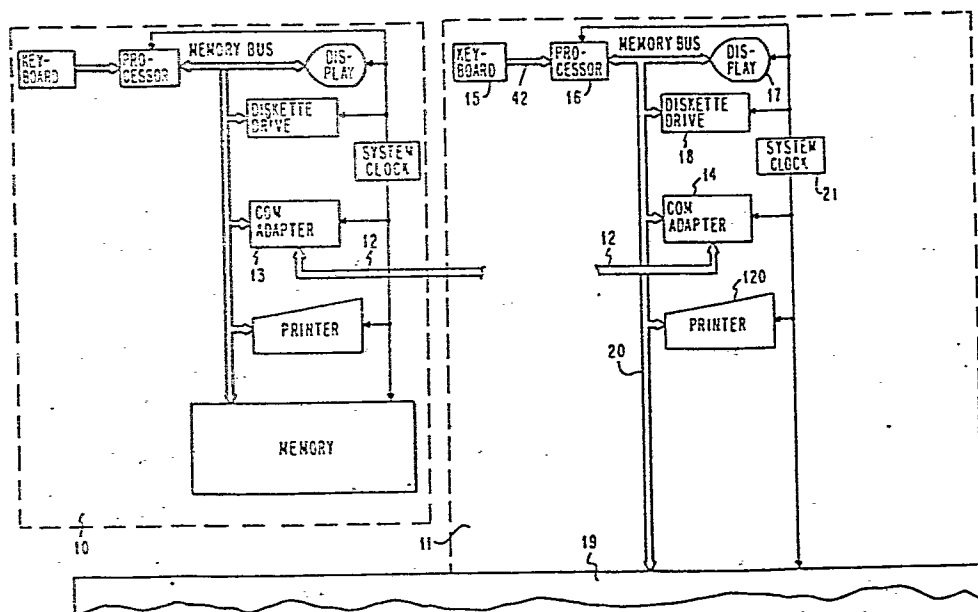 KEY-
BOARD
PRO-
CESSOR
MEMORY BUS
DIS-
PLAY
DISKETTE
DRIVE
SYSTEM
CLOCK
COM
ADAPTER
13
12
PRINTER
MEMORY
10
KEY-
BOARD
15
42
PRO-
CESSOR
16
MEMORY BUS
DIS-
PLAY
17
DISKETTE
DRIVE
18
SYSTEM
CLOCK
21
14
COM
ADAPTER
12
120
PRINTER
20
11
19